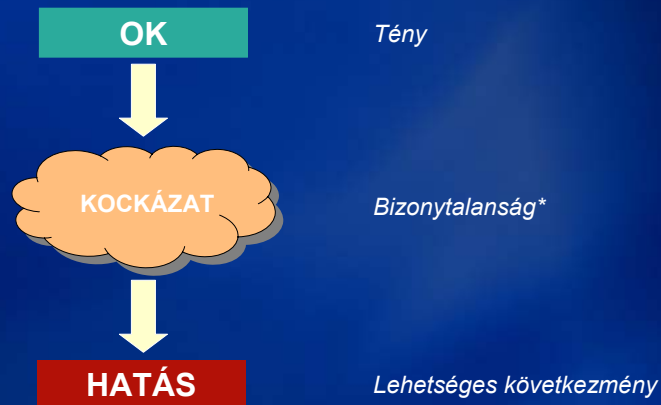 OK Tény
KOCKÁZAT Bizonytalanság*
HATÁS Lehetséges következmény